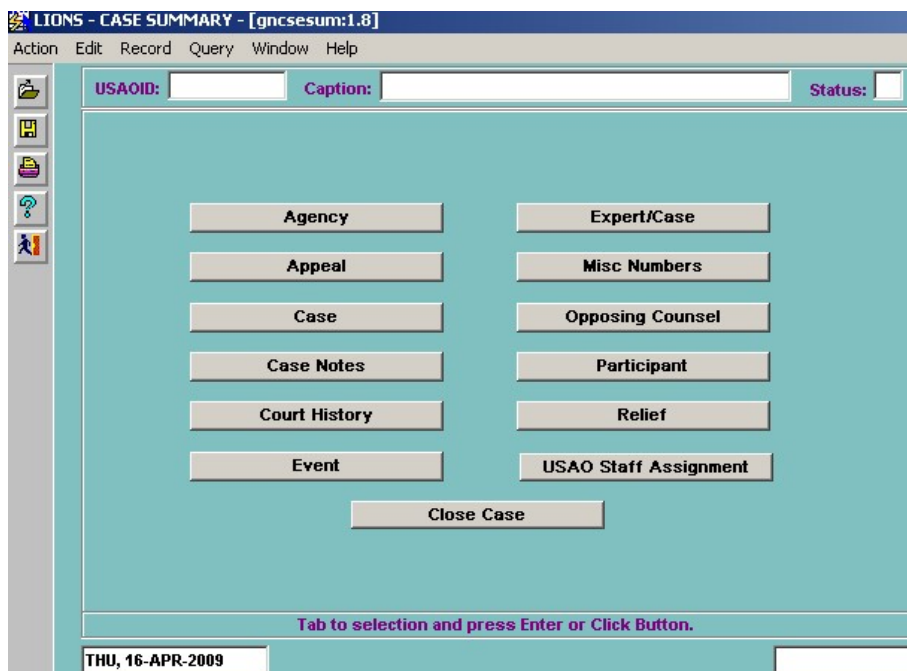 LIONS - CASE SUMMARY - [gncsesum:1.8]
Action Edit Record Query Window Help
USAOID: Caption: Status:
Agency Expert/Case
Appeal Misc Numbers
Case Opposing Counsel
Case Notes Participant
Court History Relief
Event USAO Staff Assignment
Close Case
Tab to selection and press Enter or Click Button.
THU, 16-APR-2009